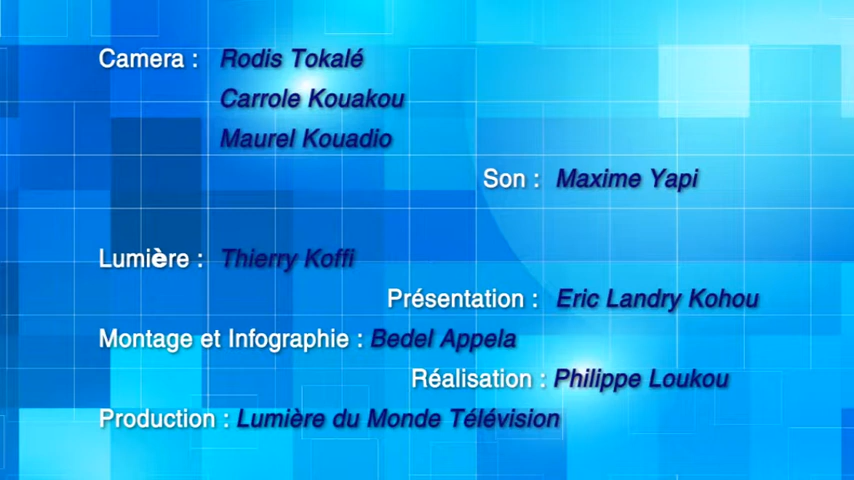 Camera : Rodis Tokalé
Carrole Kouakou
Maurel Kouadio
Son : Maxime Yapi
Lumière : Thierry Koffi
Présentation : Eric Landry Kohou
Montage et Infographie : Bedel Appela
Réalisation : Philippe Loukou
Production : Lumière du Monde Télévision